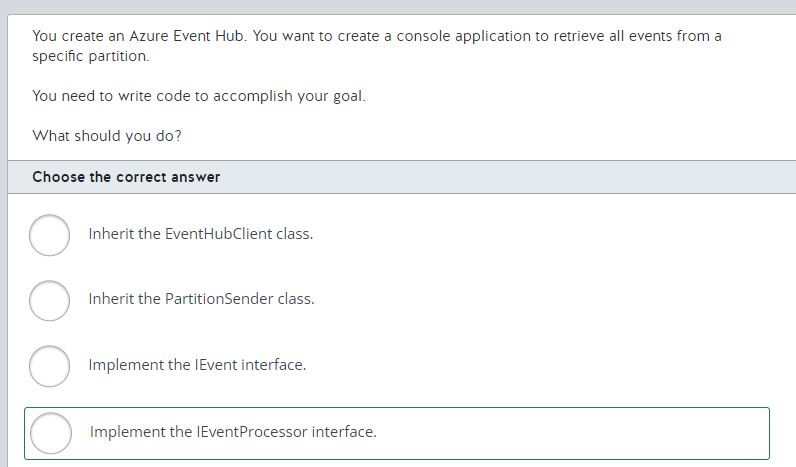 You create an Azure Event Hub. You want to create a console application to retrieve all events from a
specific partition.
You need to write code to accomplish your goal.
What should you do?
Choose the correct answer
Inherit the EventHubClient class.
Inherit the PartitionSender class.
Implement the IEvent interface.
Implement the IEventProcessor interface.